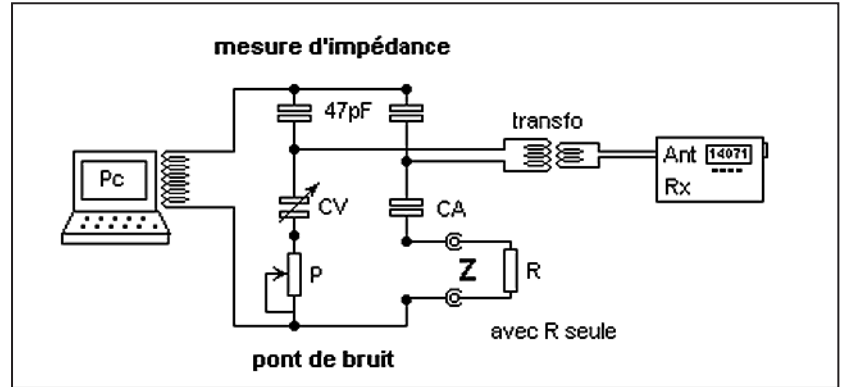 mesure d'impédance
47pF
transfo
Pc
Ant 14071
Rx
CV
CA
P
Z
R
avec R seule
pont de bruit